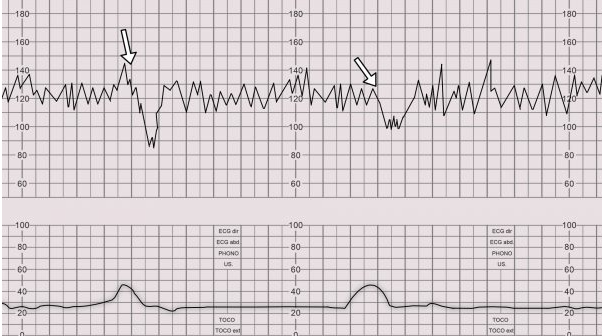 180 180 180
160 160 160
140 140 140
120 120 120
100 100 100
80 80 80
60 60 60
100 100 100
80 80 80
60 60 60
40 40 40
20 20 20
0 0 0
ECG dir
ECG abd.
PHONO
US.
TOCO
TOCO ext
ECG dir
ECG abd.
PHONO
US.
TOCO
TOCO ext